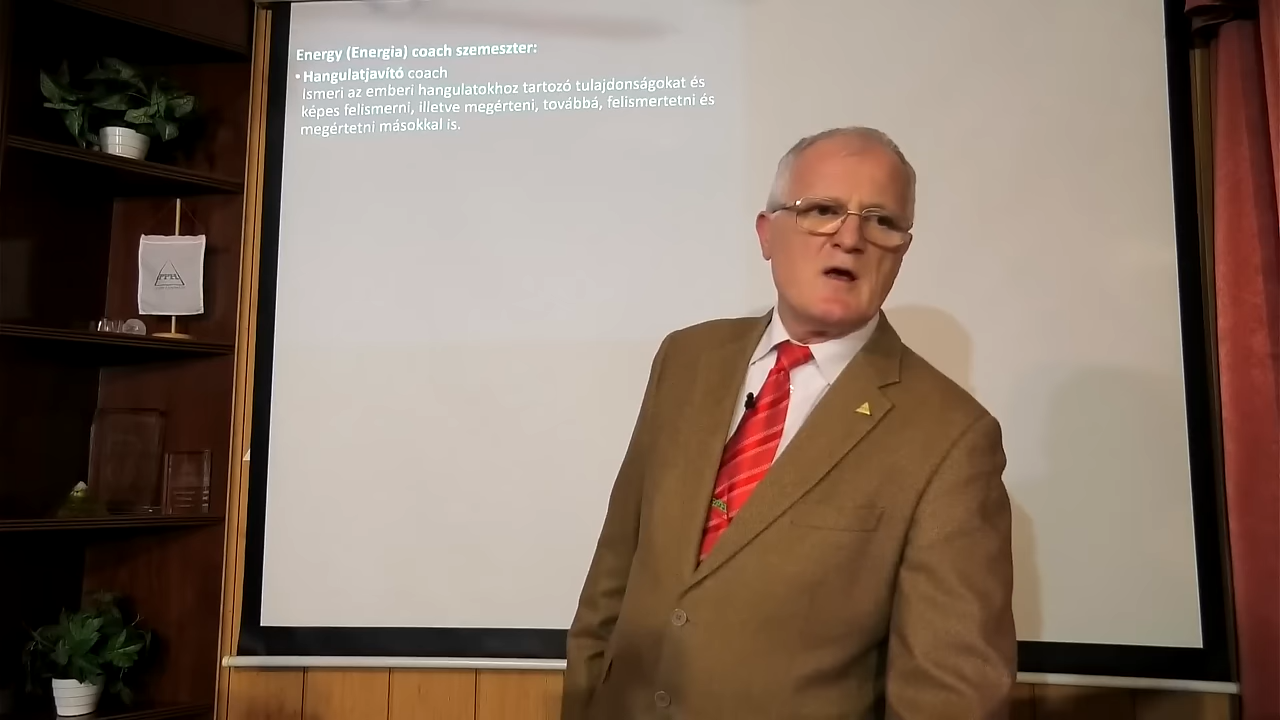 Energy (Energia) coach szemeszter:
• Hangulatjavító coach
Ismeri az emberi hangulatokhoz tartozó tulajdonságokat és
képes felismerni, illetve megérteni, továbbá, felismertetni és
megértetni másokkal is.